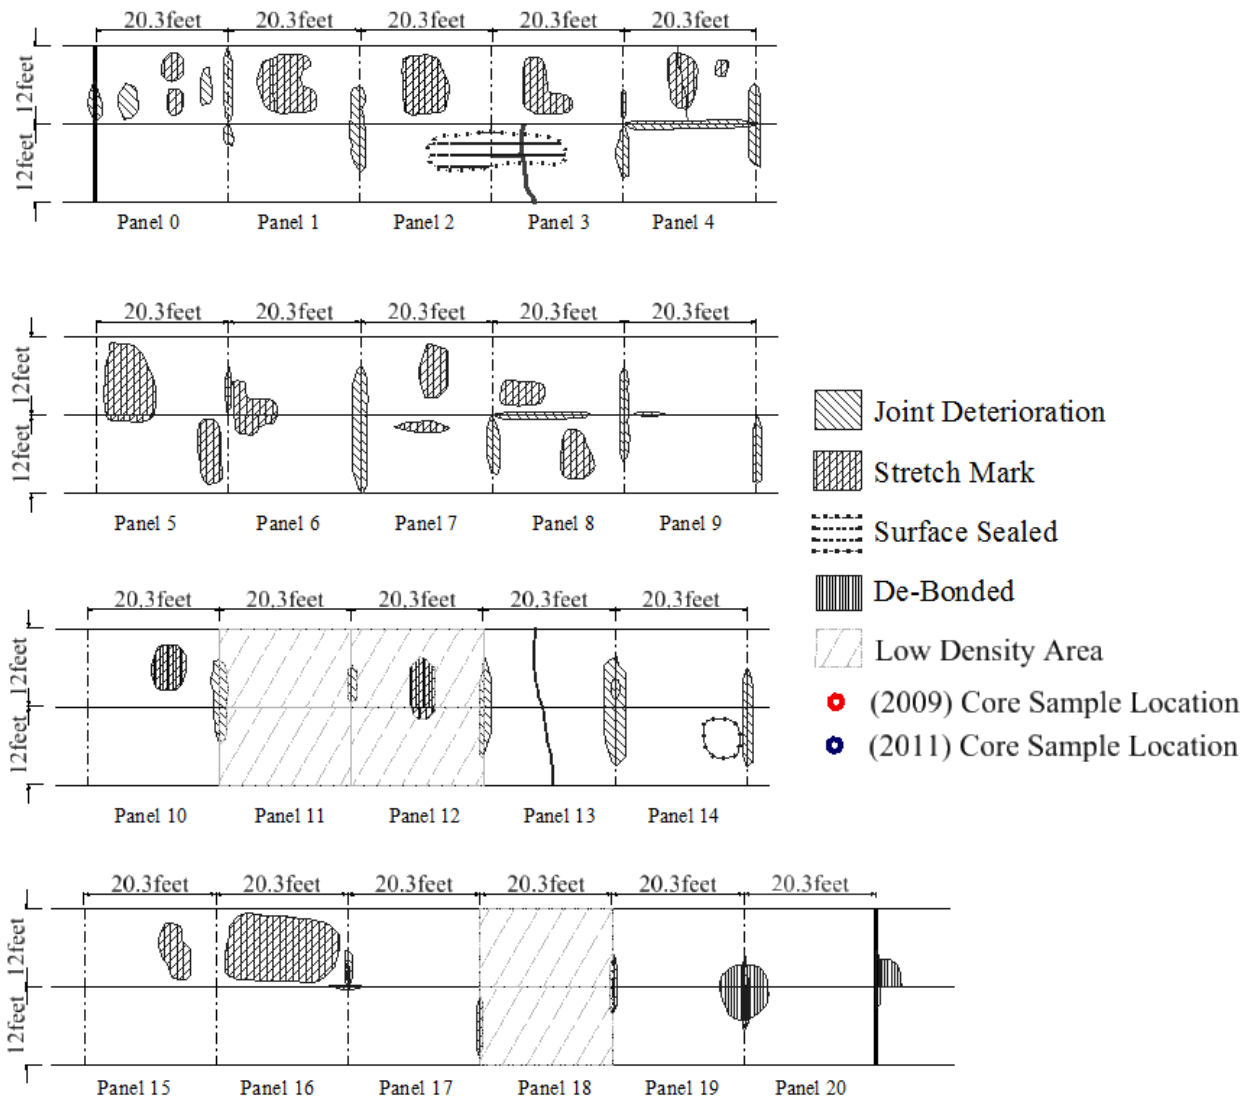 20.3feet 20.3feet 20.3feet 20.3feet 20.3feet
12feet
12feet
Panel 0 Panel 1 Panel 2 Panel 3 Panel 4
20.3feet 20.3feet 20.3feet 20.3feet 20.3feet
12feet
12feet
Panel 5 Panel 6 Panel 7 Panel 8 Panel 9
Joint Deterioration
Stretch Mark
Surface Sealed
De-Bonded
Low Density Area
(2009) Core Sample Location
(2011) Core Sample Location
20.3feet 20.3feet 20.3feet 20.3feet 20.3feet
12feet
12feet
Panel 10 Panel 11 Panel 12 Panel 13 Panel 14
20.3feet 20.3feet 20.3feet 20.3feet 20.3feet 20.3feet
12feet
12feet
Panel 15 Panel 16 Panel 17 Panel 18 Panel 19 Panel 20